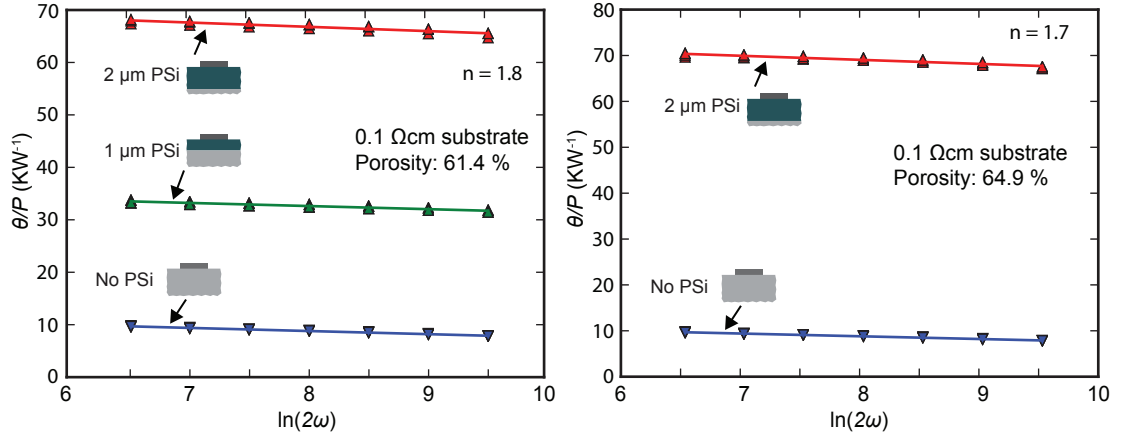 70
60
50
40
30
20
10
0
θ/P (KW⁻¹)
n = 1.8
2 µm PSi
1 µm PSi
0.1 Ωcm substrate
Porosity: 61.4 %
No PSi
6 7 8 9 10
ln(2ω)
80
70
60
50
40
30
20
10
0
θ/P (KW⁻¹)
n = 1.7
2 µm PSi
0.1 Ωcm substrate
Porosity: 64.9 %
No PSi
6 7 8 9 10
ln(2ω)